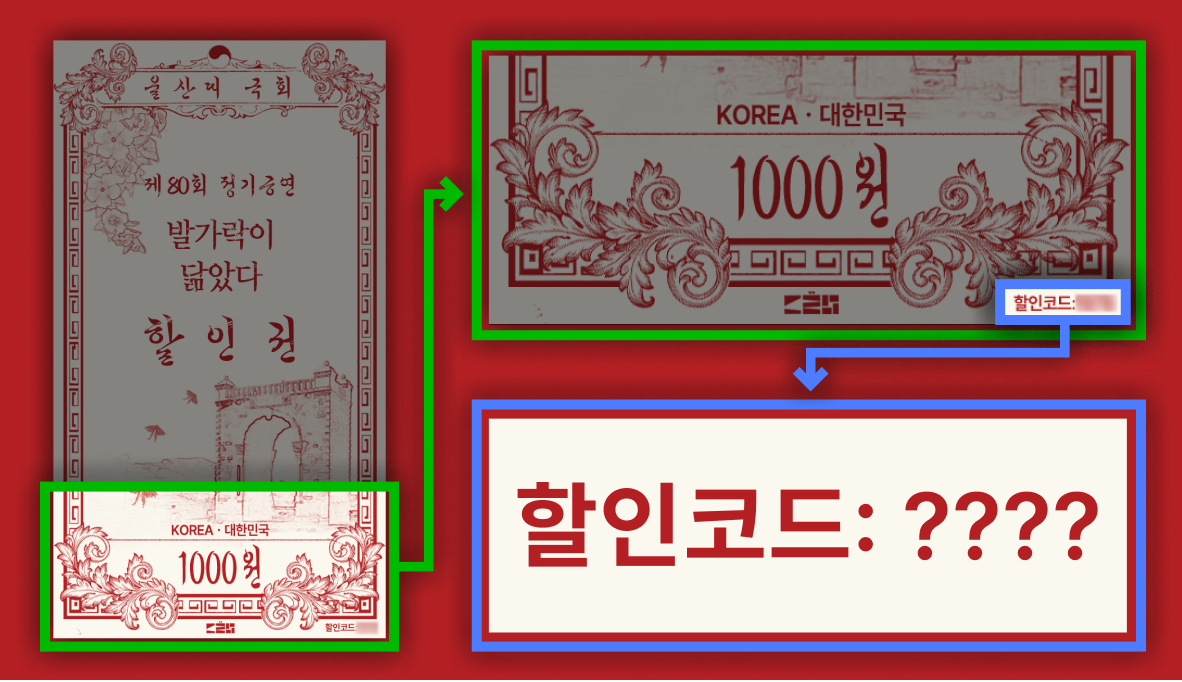 울산대 극회
제80회 정기공연
발가락이
닮았다
할인권
KOREA · 대한민국
1000원
할인코드:
KOREA · 대한민국
1000원
할인코드:
할인코드: ????